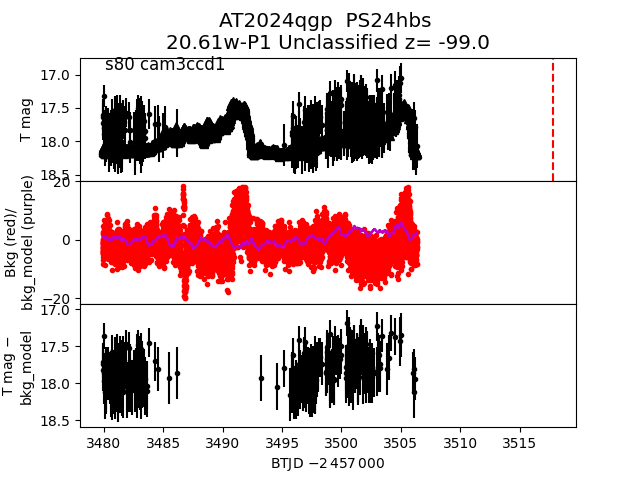 AT2024qgp  PS24hbs
20.61w-P1 Unclassified z= -99.0
s80 cam3ccd1
T mag
17.0
17.5
18.0
18.5
Bkg (red)/
bkg_model (purple)
20
0
−20
T mag −
bkg_model
17.0
17.5
18.0
18.5
3480 3485 3490 3495 3500 3505 3510 3515
BTJD −2 457 000